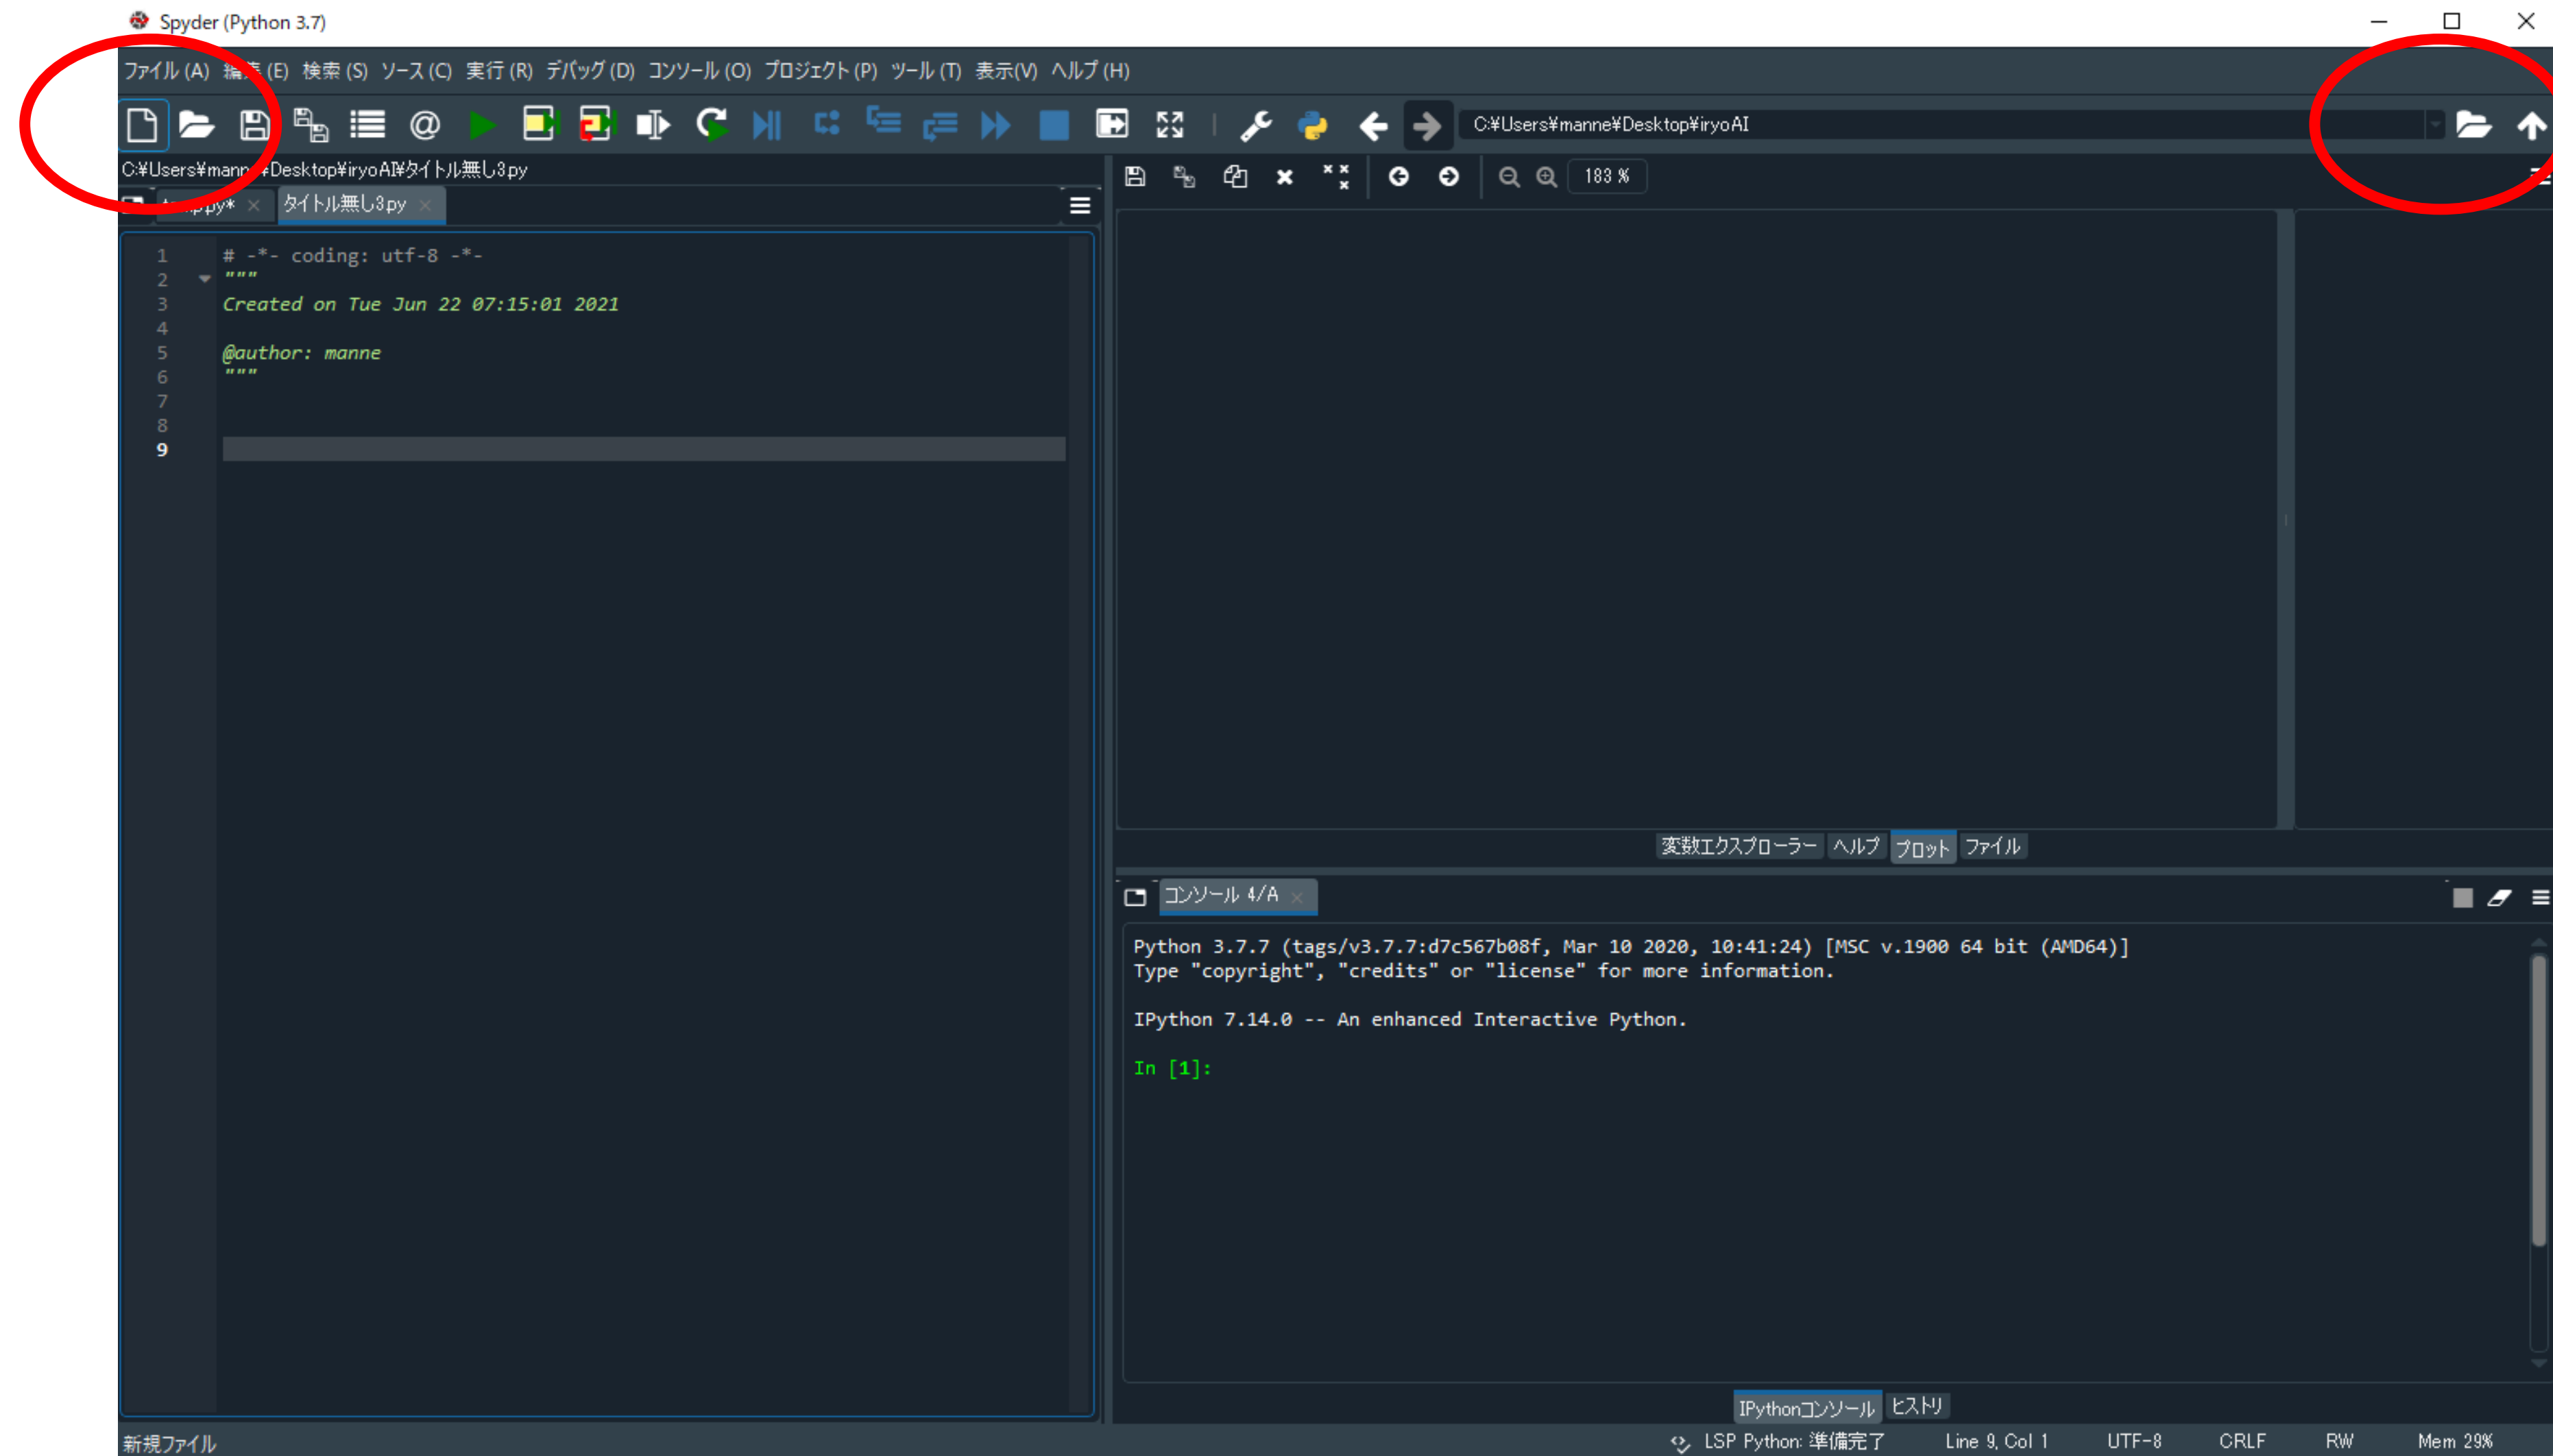 Spyder (Python 3.7)
ファイル (A) 編集 (E) 検索 (S) ソース (C) 実行 (R) デバッグ (D) コンソール (O) プロジェクト (P) ツール (T) 表示(V) ヘルプ (H)
C:¥Users¥manne¥Desktop¥iryoAI
C:¥Users¥manne¥Desktop¥iryoAI¥タイトル無し3.py
183 %
タイトル無し3.py
1 # -*- coding: utf-8 -*-
2 """
3 Created on Tue Jun 22 07:15:01 2021
4
5 @author: manne
6 """
7
8
9
変数エクスプローラー ヘルプ プロット ファイル
コンソール 4/A
Python 3.7.7 (tags/v3.7.7:d7c567b08f, Mar 10 2020, 10:41:24) [MSC v.1900 64 bit (AMD64)]
Type "copyright", "credits" or "license" for more information.
IPython 7.14.0 -- An enhanced Interactive Python.
In [1]:
IPythonコンソール ヒストリ
新規ファイル LSP Python: 準備完了 Line 9, Col 1 UTF-8 CRLF RW Mem 29%